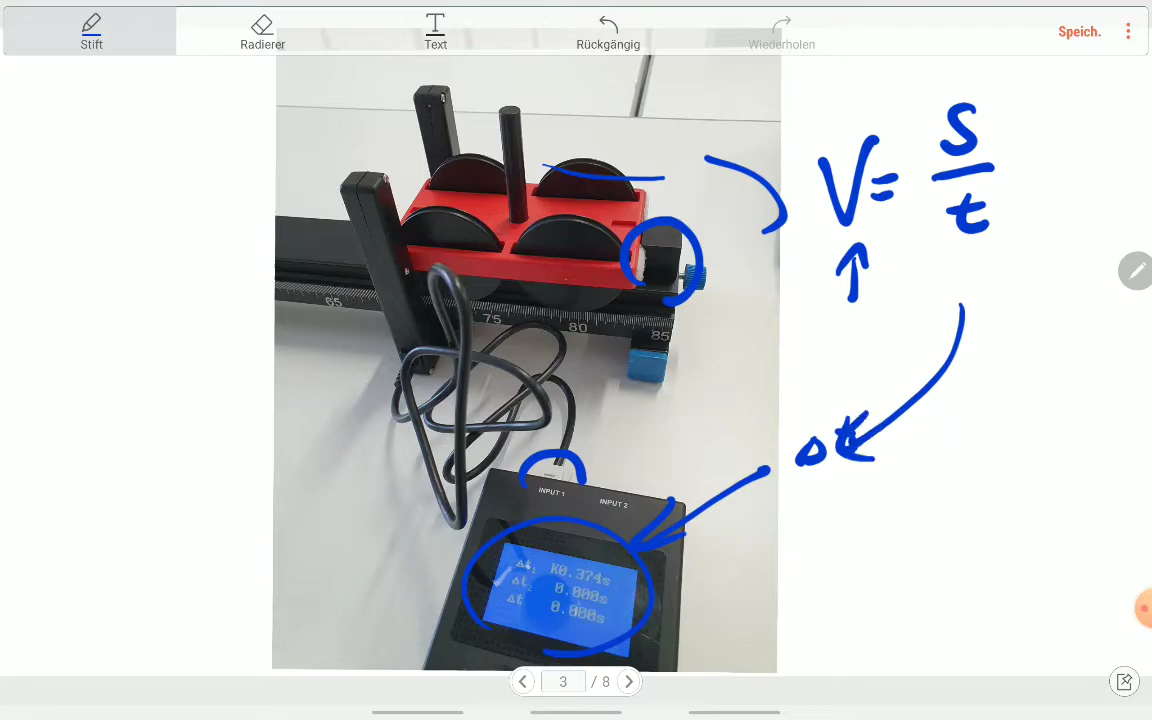 Stift
Radierer
Text
Rückgängig
Wiederholen
Speich.
V = s/t
Δt
65
75
80
85
INPUT 1
INPUT 2
Δt₁ K0.374s
Δt₂ 0.000s
Δt 0.000s
3 / 8